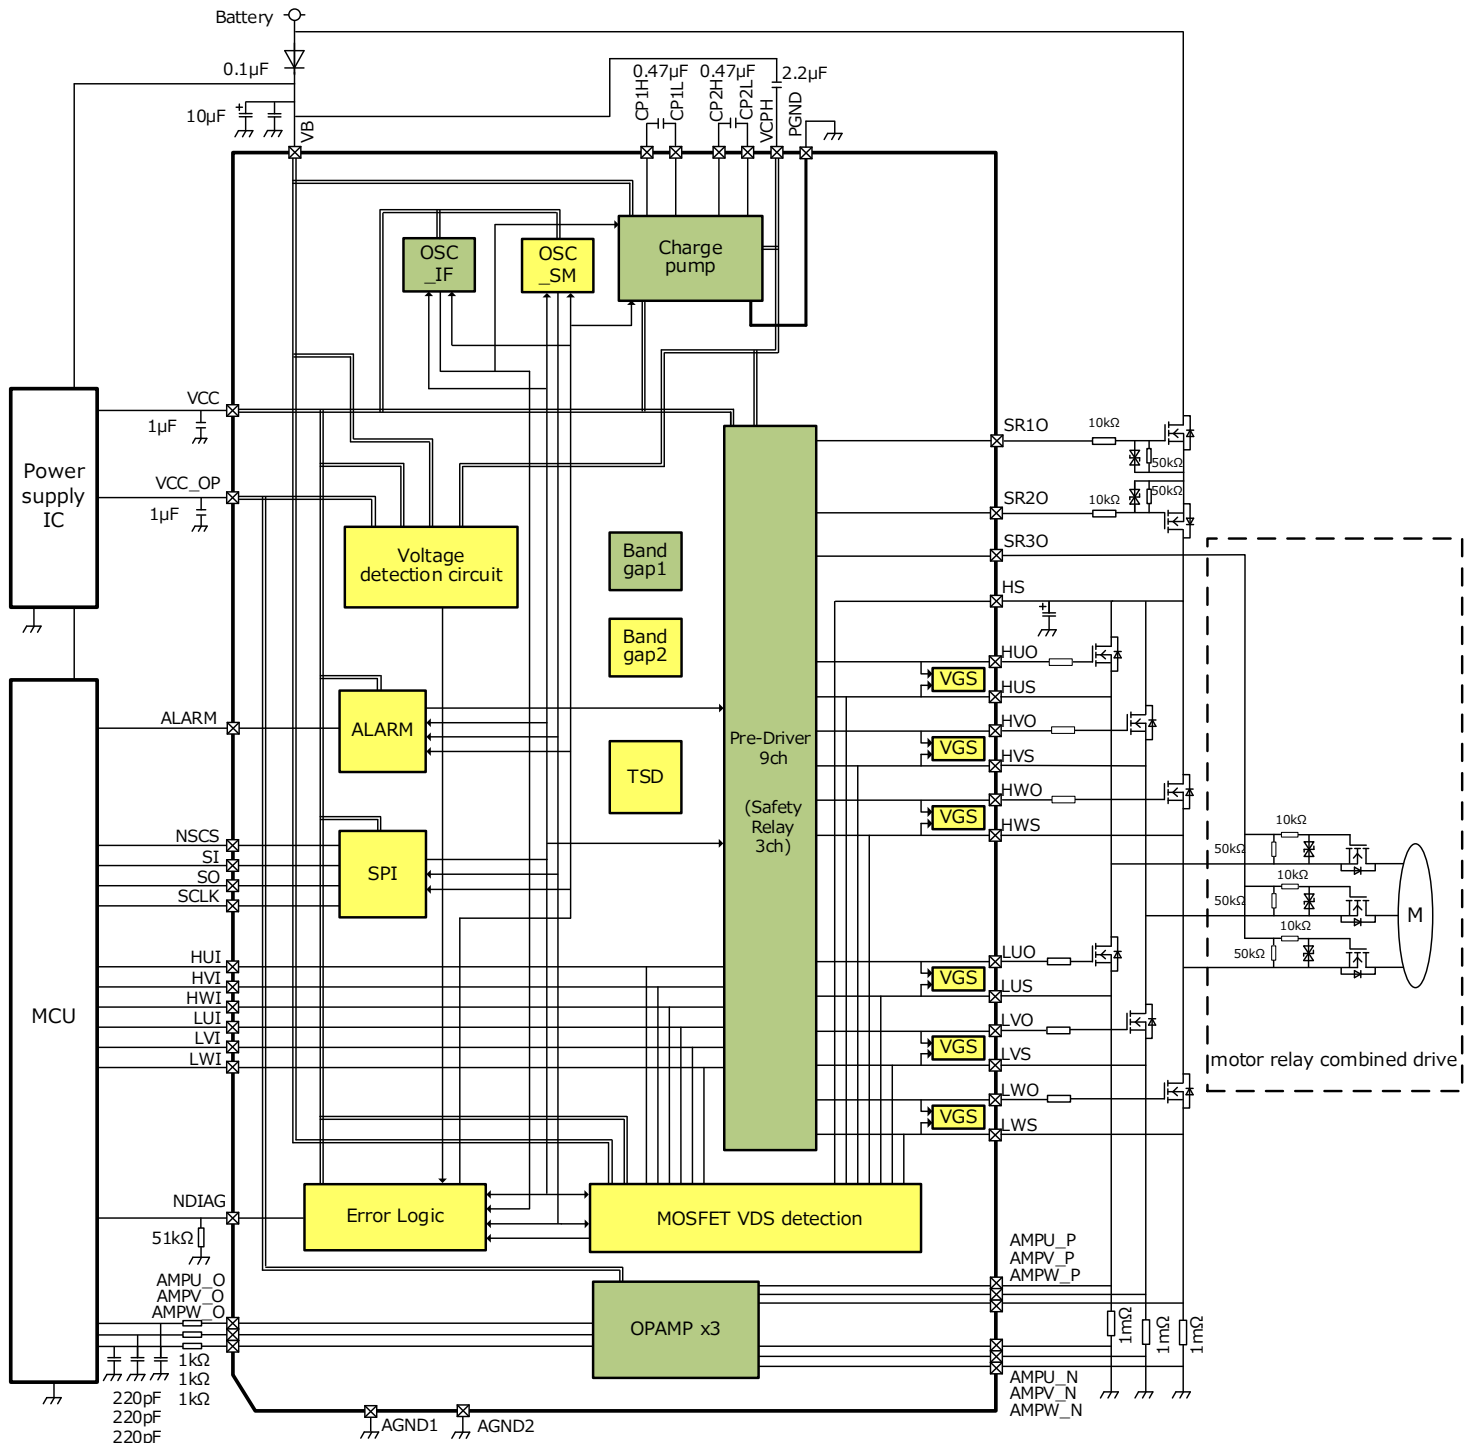 Battery
0.1µF
10µF
VB
0.47µF
0.47µF
2.2µF
CP1H
CP1L
CP2H
CP2L
VCPH
PGND
OSC
_IF
OSC
_SM
Charge
pump
VCC
1µF
VCC_OP
1µF
Power
supply
IC
Voltage
detection circuit
Band
gap1
Band
gap2
TSD
ALARM
ALARM
SPI
NSCS
SI
SO
SCLK
HUI
HVI
HWI
LUI
LVI
LWI
MCU
Pre-Driver
9ch
(Safety
Relay
3ch)
SR1O
10kΩ
50kΩ
SR2O
10kΩ
50kΩ
SR3O
HS
HUO
VGS
HUS
HVO
VGS
HVS
HWO
VGS
HWS
LUO
VGS
LUS
LVO
VGS
LVS
LWO
VGS
LWS
10kΩ
50kΩ
10kΩ
50kΩ
10kΩ
50kΩ
M
motor relay combined drive
NDIAG
51kΩ
Error Logic
MOSFET VDS detection
AMPU_O
AMPV_O
AMPW_O
1kΩ
1kΩ
1kΩ
220pF
220pF
220pF
OPAMP x3
AMPU_P
AMPV_P
AMPW_P
1mΩ
1mΩ
1mΩ
AMPU_N
AMPV_N
AMPW_N
AGND1
AGND2